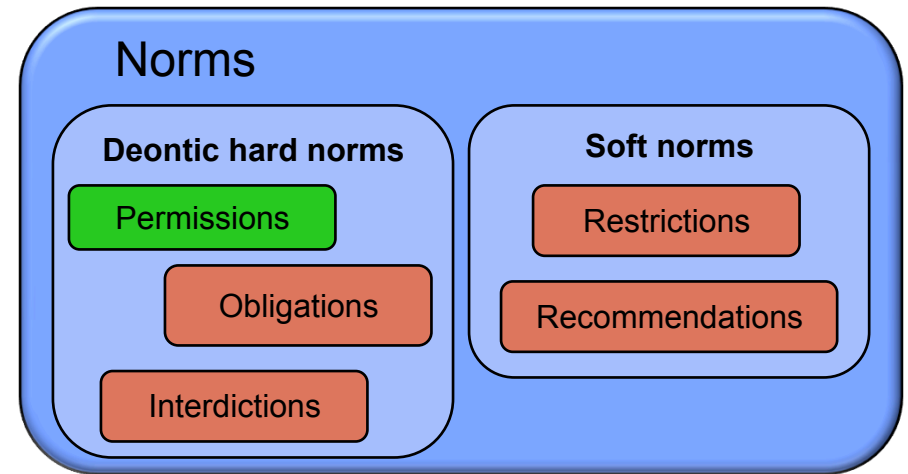 Norms
Deontic hard norms
Permissions
Obligations
Interdictions
Soft norms
Restrictions
Recommendations